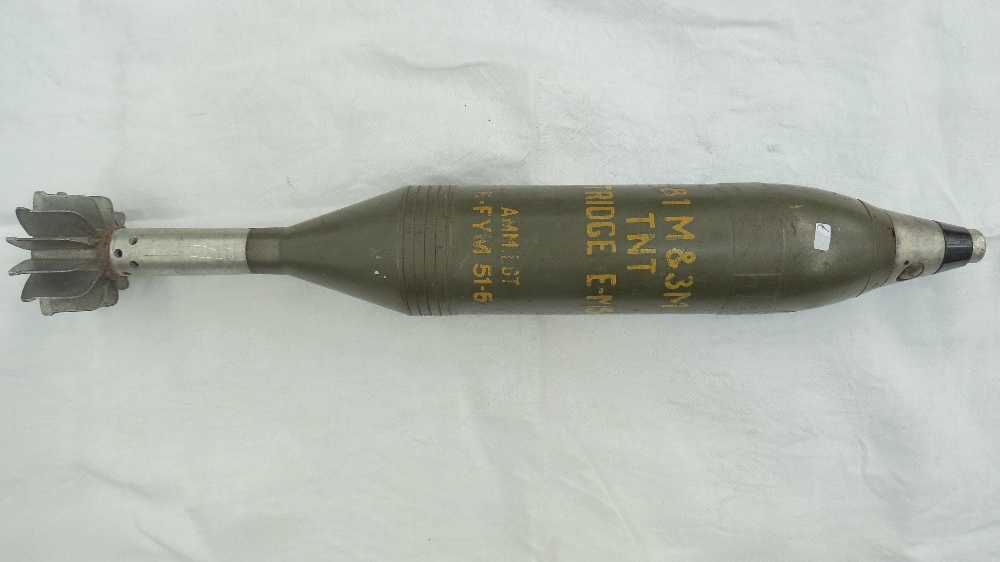 81 M&3M
TNT
TRIDGE E-M
AMM LOT
FYM 51-6